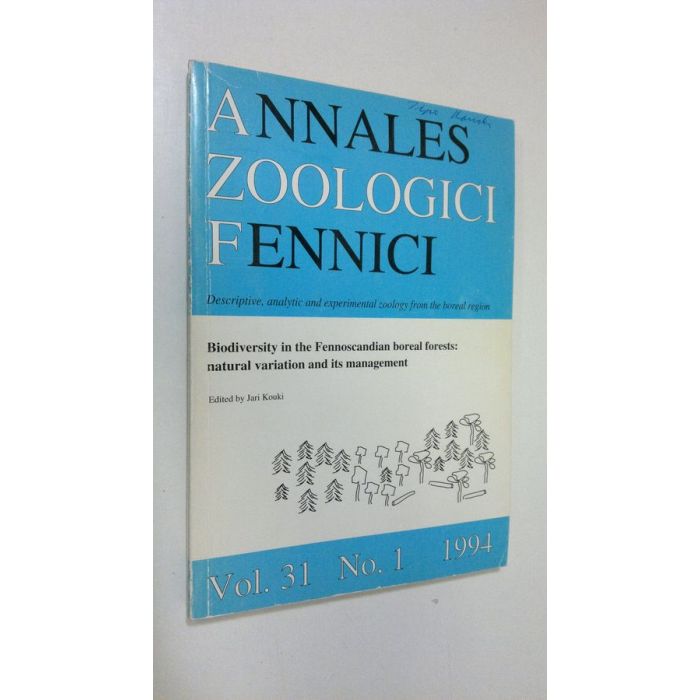 ANNALES
ZOOLOGICI
FENNICI
Descriptive, analytic and experimental zoology from the boreal region
Biodiversity in the Fennoscandian boreal forests:
natural variation and its management
Edited by Jari Kouki
Vol. 31 No. 1 1994